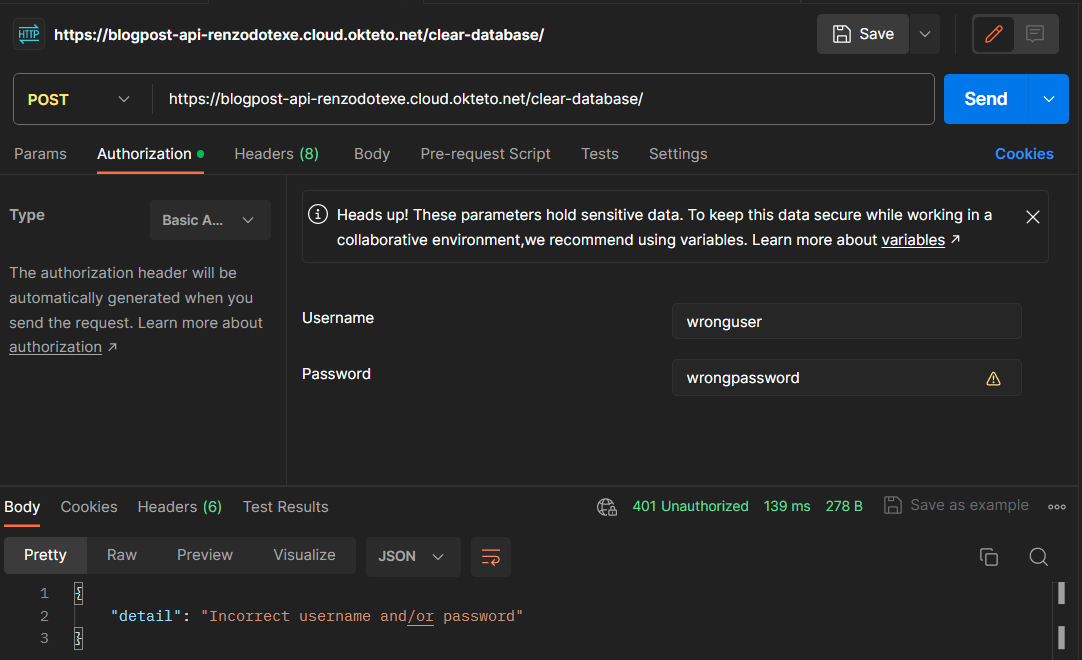 HTTP https://blogpost-api-renzodotexe.cloud.okteto.net/clear-database/ Save
POST https://blogpost-api-renzodotexe.cloud.okteto.net/clear-database/ Send
Params Authorization Headers (8) Body Pre-request Script Tests Settings Cookies
Type Basic A...
The authorization header will be
automatically generated when you
send the request. Learn more about
authorization ↗
Heads up! These parameters hold sensitive data. To keep this data secure while working in a
collaborative environment,we recommend using variables. Learn more about variables ↗
Username wronguser
Password wrongpassword
Body Cookies Headers (6) Test Results 401 Unauthorized 139 ms 278 B Save as example
Pretty Raw Preview Visualize JSON
1 {
2 "detail": "Incorrect username and/or password"
3 }